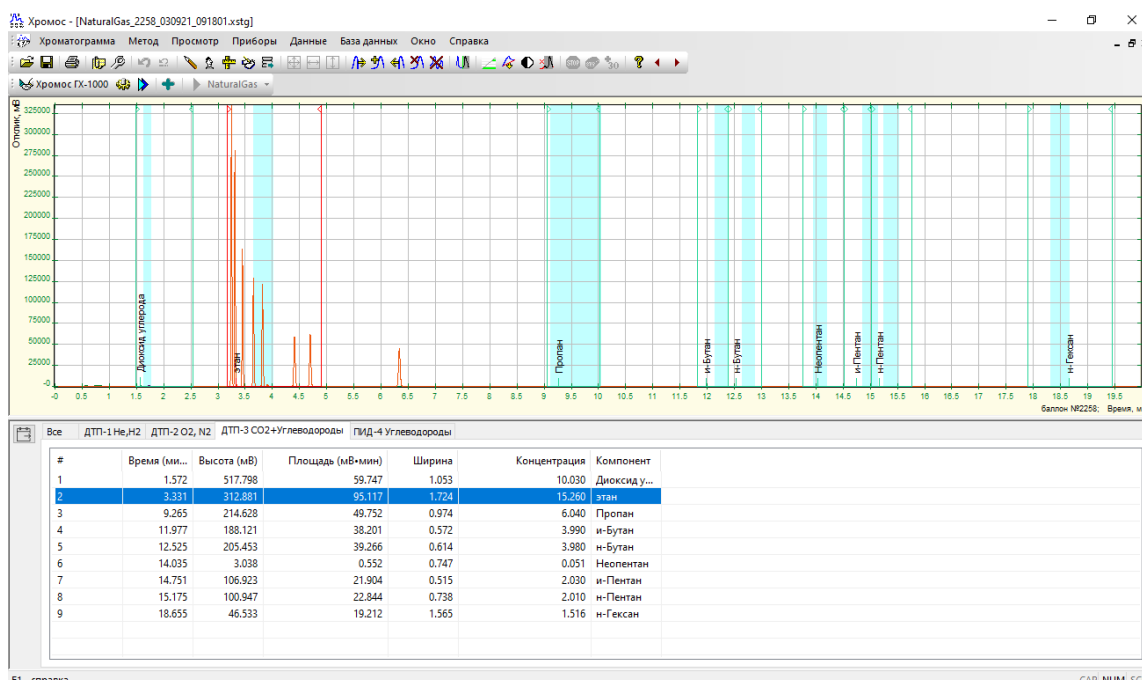 Хромос - [NaturalGas_2258_030921_091801.xstg]
Хроматограмма Метод Просмотр Приборы Данные База данных Окно Справка
Хромос ГХ-1000 NaturalGas
Отклик, мВ
325000
300000
275000
250000
225000
200000
175000
150000
125000
100000
75000
50000
25000
-0
Диоксид углерода
этан
Пропан
и-Бутан
н-Бутан
Неопентан
и-Пентан
н-Пентан
н-Гексан
-0 0.5 1 1.5 2 2.5 3 3.5 4 4.5 5 5.5 6 6.5 7 7.5 8 8.5 9 9.5 10 10.5 11 11.5 12 12.5 13 13.5 14 14.5 15 15.5 16 16.5 17 17.5 18 18.5 19 19.5
баллон №2258; Время, м
Все ДТП-1 He,H2 ДТП-2 O2, N2 ДТП-3 CO2+Углеводороды ПИД-4 Углеводороды
# Время (ми... Высота (мВ) Площадь (мВ•мин) Ширина Концентрация Компонент
1 1.572 517.798 59.747 1.053 10.030 Диоксид у...
2 3.331 312.881 95.117 1.724 15.260 этан
3 9.265 214.628 49.752 0.974 6.040 Пропан
4 11.977 188.121 38.201 0.572 3.990 и-Бутан
5 12.525 205.453 39.266 0.614 3.980 н-Бутан
6 14.035 3.038 0.552 0.747 0.051 Неопентан
7 14.751 106.923 21.904 0.515 2.030 и-Пентан
8 15.175 100.947 22.844 0.738 2.010 н-Пентан
9 18.655 46.533 19.212 1.565 1.516 н-Гексан
F1 - справка CAP NUM SC